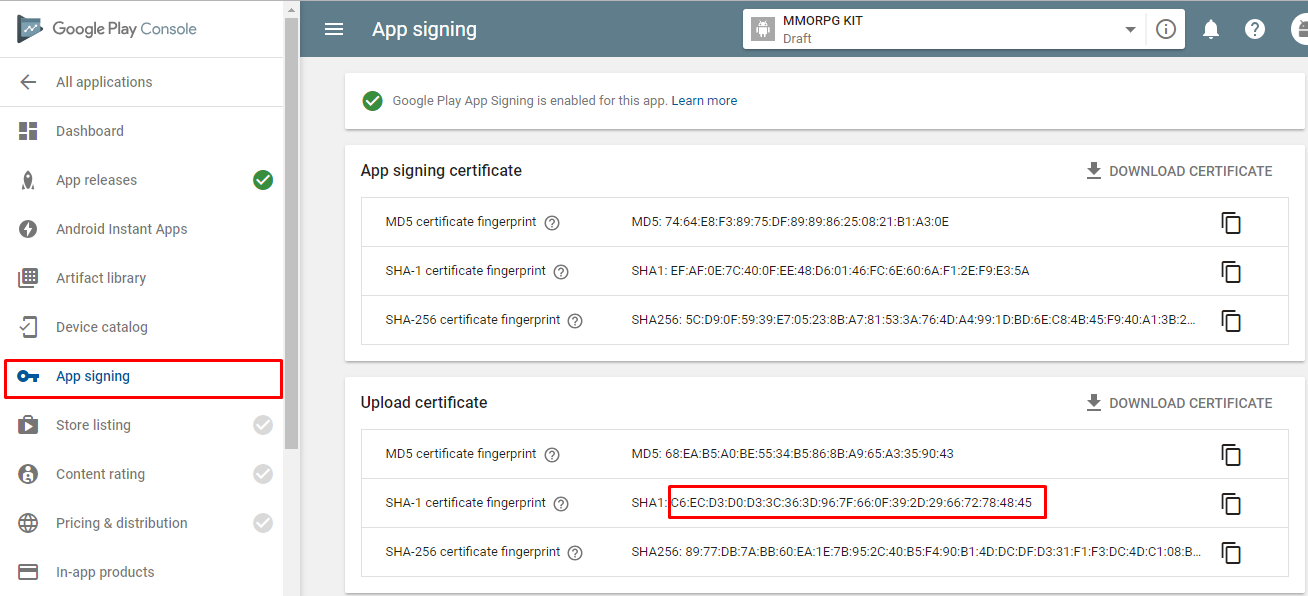 Google Play Console
All applications
Dashboard
App releases
Android Instant Apps
Artifact library
Device catalog
App signing
Store listing
Content rating
Pricing & distribution
In-app products
App signing
MMORPG KIT
Draft
Google Play App Signing is enabled for this app. Learn more
App signing certificate
DOWNLOAD CERTIFICATE
MD5 certificate fingerprint MD5: 74:64:E8:F3:89:75:DF:89:89:86:25:08:21:B1:A3:0E
SHA-1 certificate fingerprint SHA1: EF:AF:0E:7C:40:0F:EE:48:D6:01:46:FC:6E:60:6A:F1:2E:F9:E3:5A
SHA-256 certificate fingerprint SHA256: 5C:D9:0F:59:39:E7:05:23:8B:A7:81:53:3A:76:4D:A4:99:1D:BD:6E:C8:4B:45:F9:40:A1:3B:2...
Upload certificate
DOWNLOAD CERTIFICATE
MD5 certificate fingerprint MD5: 68:EA:B5:A0:BE:55:34:B5:86:8B:A9:65:A3:35:90:43
SHA-1 certificate fingerprint SHA1: C6:EC:D3:D0:D3:3C:36:3D:96:7F:66:0F:39:2D:29:66:72:78:48:45
SHA-256 certificate fingerprint SHA256: 89:77:DB:7A:BB:60:EA:1E:7B:95:2C:40:B5:F4:90:B1:4D:DC:DF:D3:31:F1:F3:DC:4D:C1:08:B...